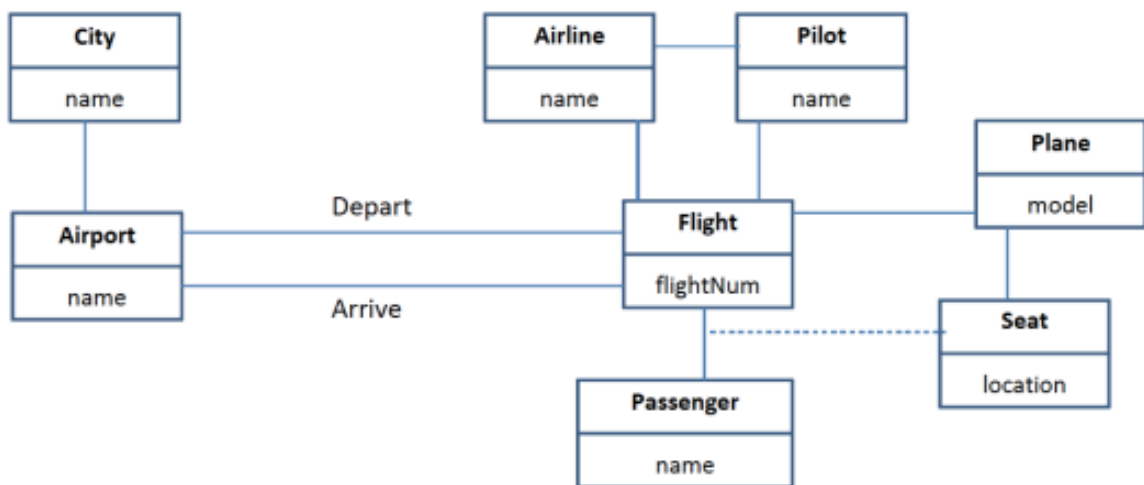 City
name
Airline
name
Pilot
name
Plane
model
Depart
Airport
name
Arrive
Flight
flightNum
Seat
location
Passenger
name